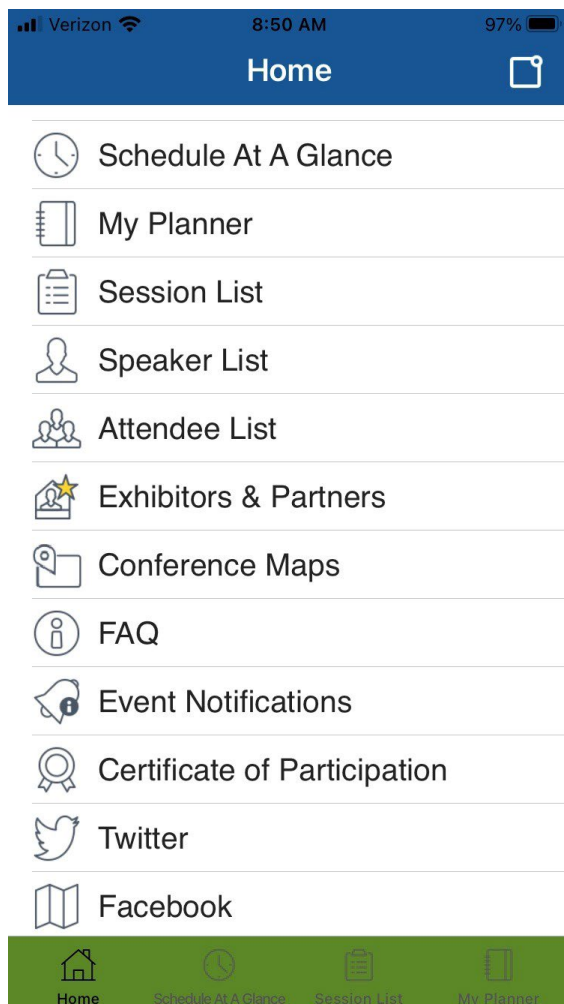 Verizon 8:50 AM 97%
Home
Schedule At A Glance
My Planner
Session List
Speaker List
Attendee List
Exhibitors & Partners
Conference Maps
FAQ
Event Notifications
Certificate of Participation
Twitter
Facebook
Home Schedule At A Glance Session List My Planner